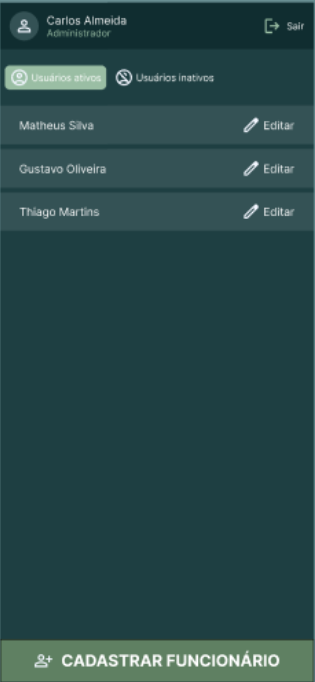 Carlos Almeida
Administrador
Sair
Usuários ativos
Usuários inativos
Matheus Silva
Editar
Gustavo Oliveira
Editar
Thiago Martins
Editar
CADASTRAR FUNCIONÁRIO